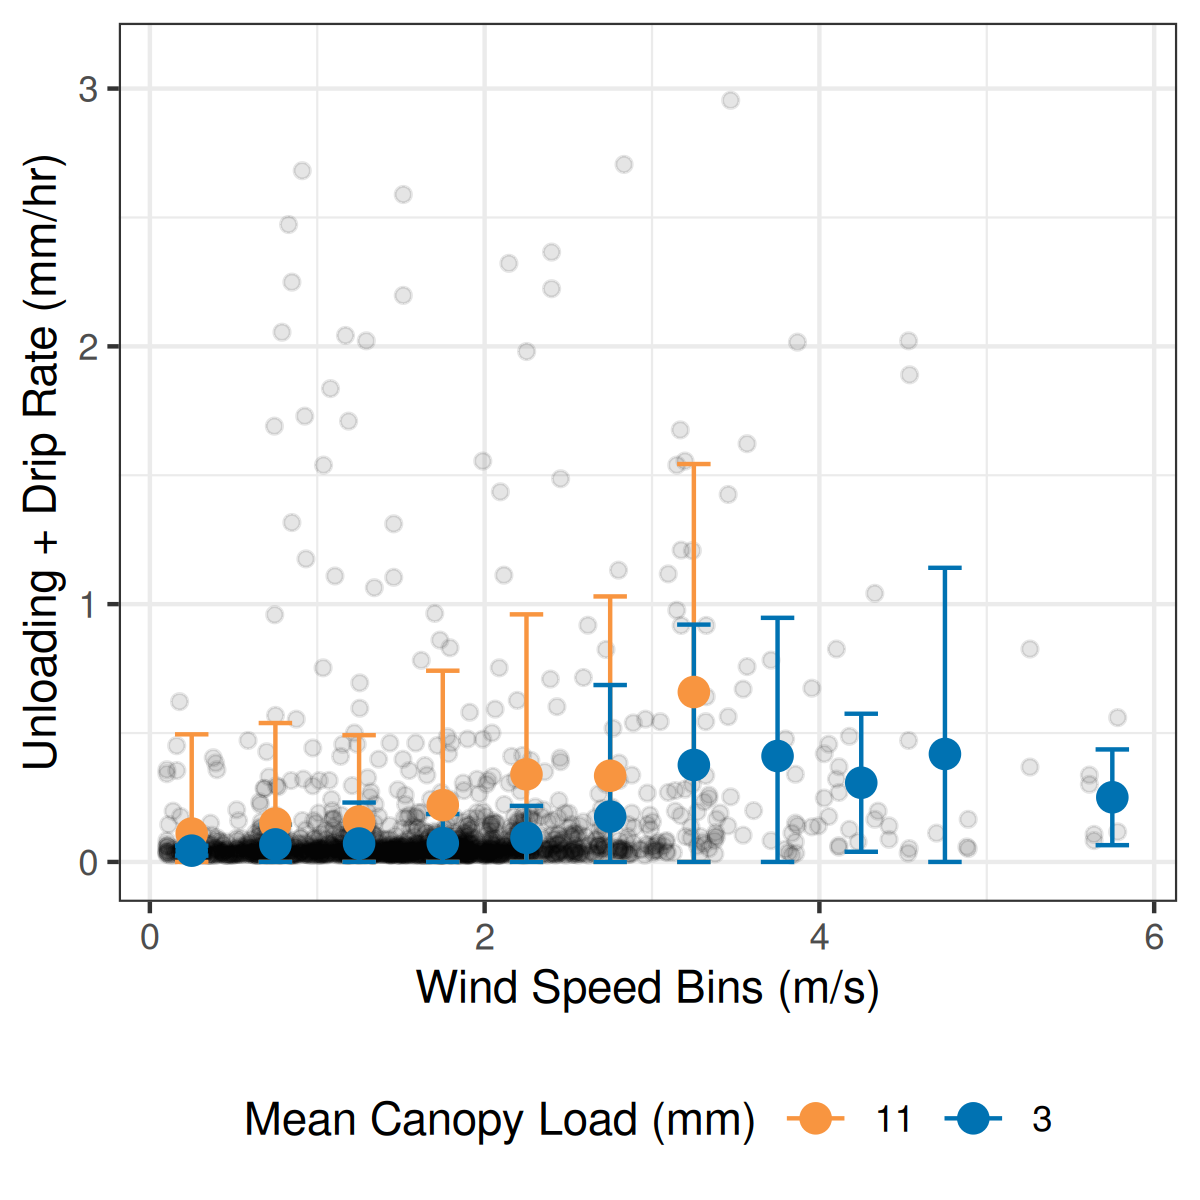 Unloading + Drip Rate (mm/hr)
3
2
1
0
0 2 4 6
Wind Speed Bins (m/s)
Mean Canopy Load (mm) 11 3